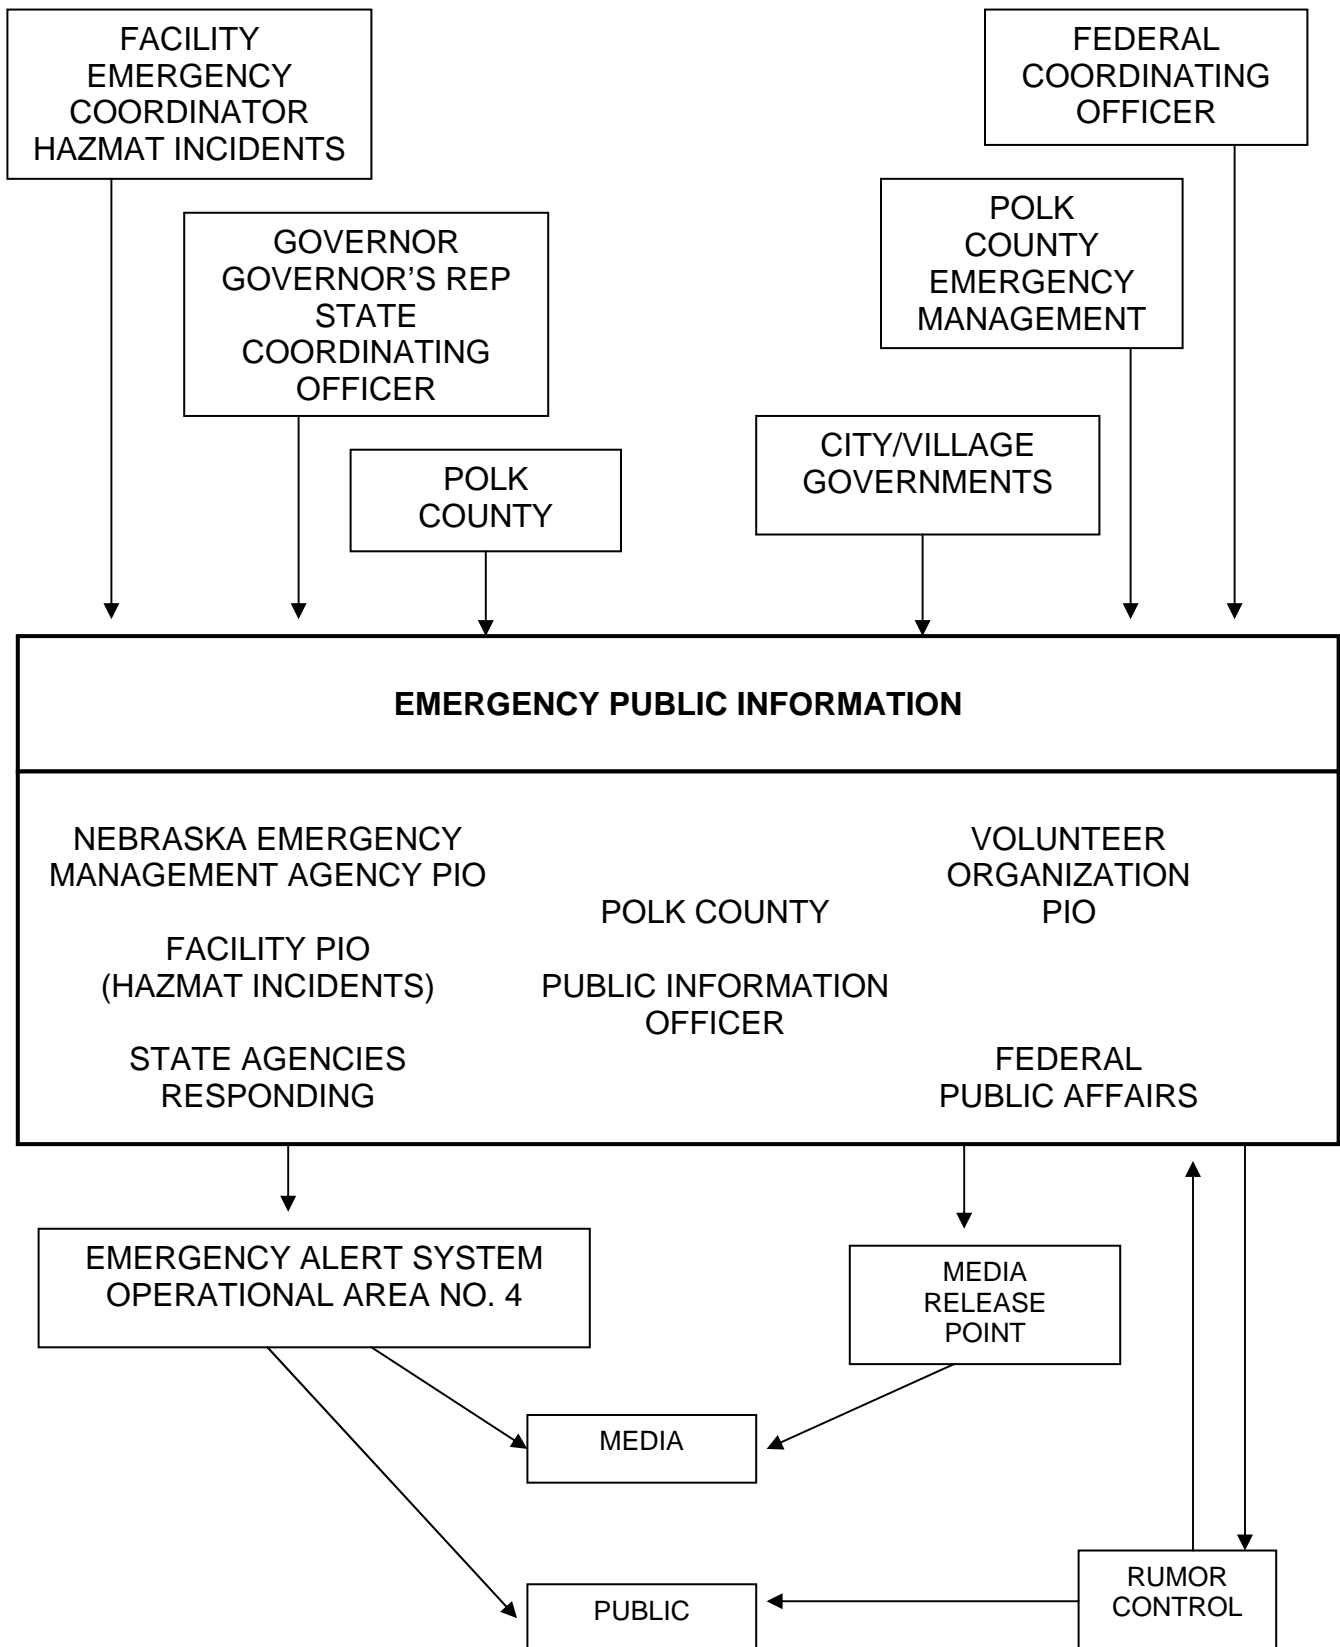 FACILITY
EMERGENCY
COORDINATOR
HAZMAT INCIDENTS
FEDERAL
COORDINATING
OFFICER
GOVERNOR
GOVERNOR’S REP
STATE
COORDINATING
OFFICER
POLK
COUNTY
EMERGENCY
MANAGEMENT
POLK
COUNTY
CITY/VILLAGE
GOVERNMENTS
EMERGENCY PUBLIC INFORMATION
NEBRASKA EMERGENCY
MANAGEMENT AGENCY PIO
FACILITY PIO
(HAZMAT INCIDENTS)
STATE AGENCIES
RESPONDING
POLK COUNTY
PUBLIC INFORMATION
OFFICER
VOLUNTEER
ORGANIZATION
PIO
FEDERAL
PUBLIC AFFAIRS
EMERGENCY ALERT SYSTEM
OPERATIONAL AREA NO. 4
MEDIA
RELEASE
POINT
MEDIA
PUBLIC
RUMOR
CONTROL